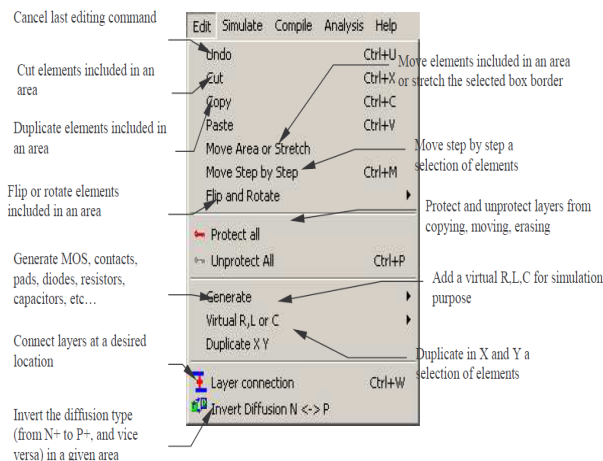 Cancel last editing command
Cut elements included in an
area
Duplicate elements included in
an area
Flip or rotate elements
included in an area
Generate MOS, contacts,
pads, diodes, resistors,
capacitors, etc…
Connect layers at a desired
location
Invert the diffusion type
(from N+ to P+, and vice
versa) in a given area
Edit Simulate Compile Analysis Help
Undo Ctrl+U
Cut Ctrl+X
Copy Ctrl+C
Paste Ctrl+V
Move Area or Stretch
Move Step by Step Ctrl+M
Flip and Rotate
Protect all
Unprotect All Ctrl+P
Generate
Virtual R,L or C
Duplicate X Y
Layer connection Ctrl+W
Invert Diffusion N <-> P
Move elements included in an area
or stretch the selected box border
Move step by step a
selection of elements
Protect and unprotect layers from
copying, moving, erasing
Add a virtual R,L,C for simulation
purpose
Duplicate in X and Y a
selection of elements